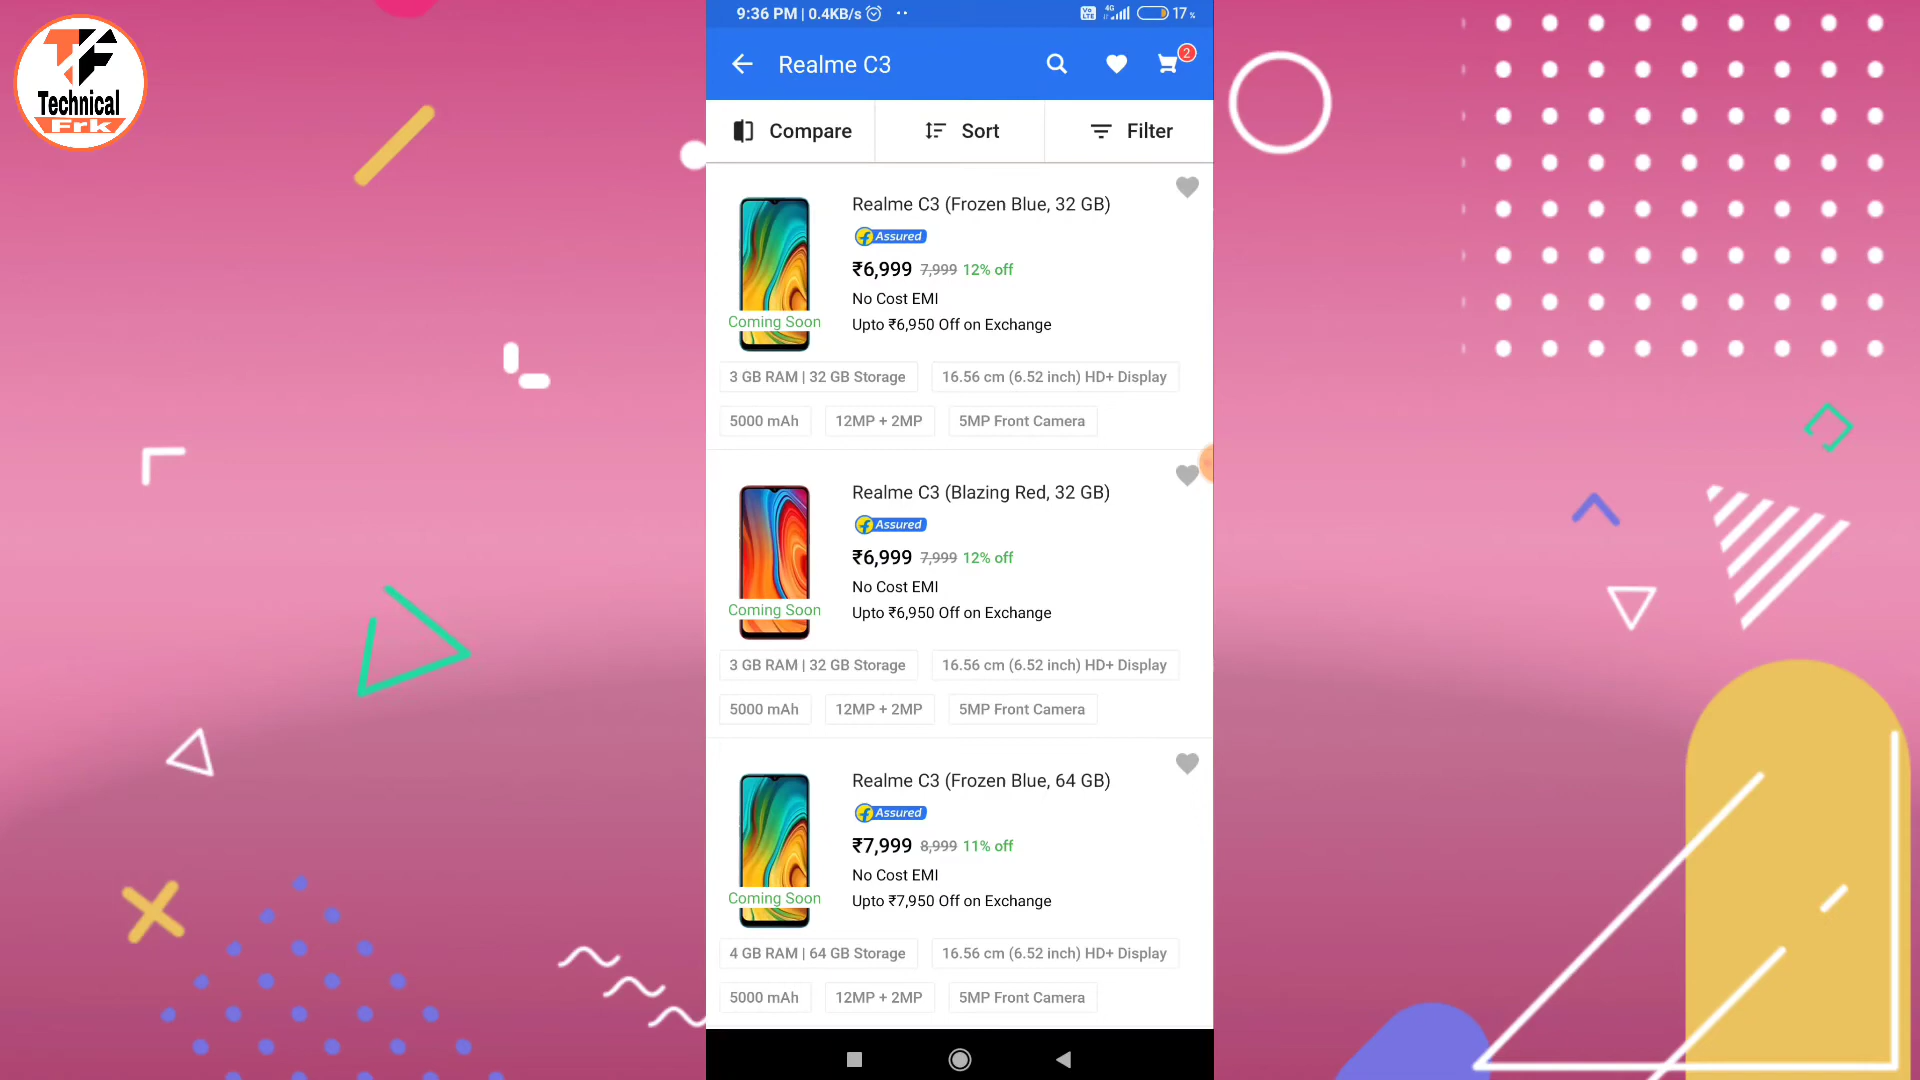 TF
Technical
Frk
9:36 PM | 0.4KB/s
Vo LTE 4G 17 %
Realme C3
2
Compare
Sort
Filter
Realme C3 (Frozen Blue, 32 GB)
Assured
₹6,999 7,999 12% off
No Cost EMI
Coming Soon
Upto ₹6,950 Off on Exchange
3 GB RAM | 32 GB Storage
16.56 cm (6.52 inch) HD+ Display
5000 mAh
12MP + 2MP
5MP Front Camera
Realme C3 (Blazing Red, 32 GB)
Assured
₹6,999 7,999 12% off
No Cost EMI
Coming Soon
Upto ₹6,950 Off on Exchange
3 GB RAM | 32 GB Storage
16.56 cm (6.52 inch) HD+ Display
5000 mAh
12MP + 2MP
5MP Front Camera
Realme C3 (Frozen Blue, 64 GB)
Assured
₹7,999 8,999 11% off
No Cost EMI
Coming Soon
Upto ₹7,950 Off on Exchange
4 GB RAM | 64 GB Storage
16.56 cm (6.52 inch) HD+ Display
5000 mAh
12MP + 2MP
5MP Front Camera